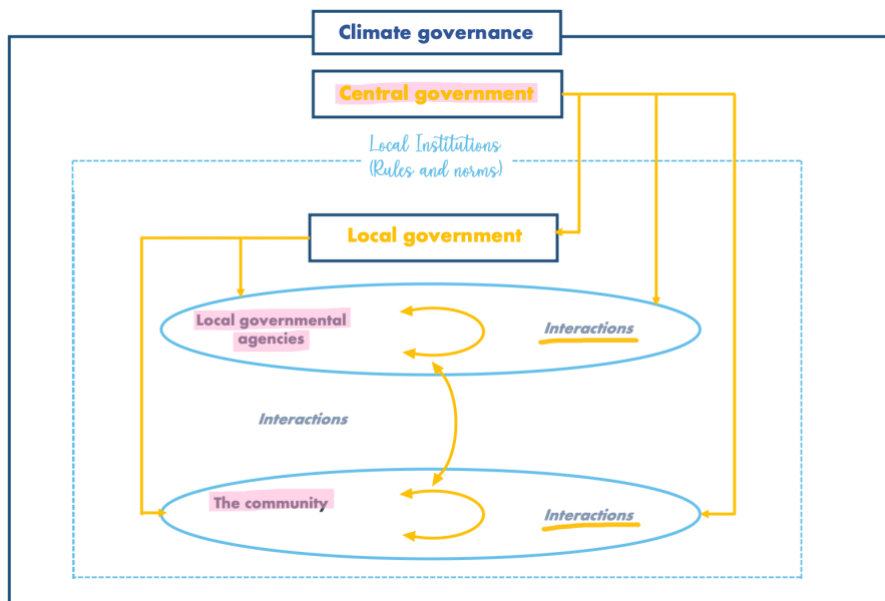 Climate governance
Central government
Local Institutions
(Rules and norms)
Local government
Local governmental
agencies
Interactions
Interactions
The community
Interactions